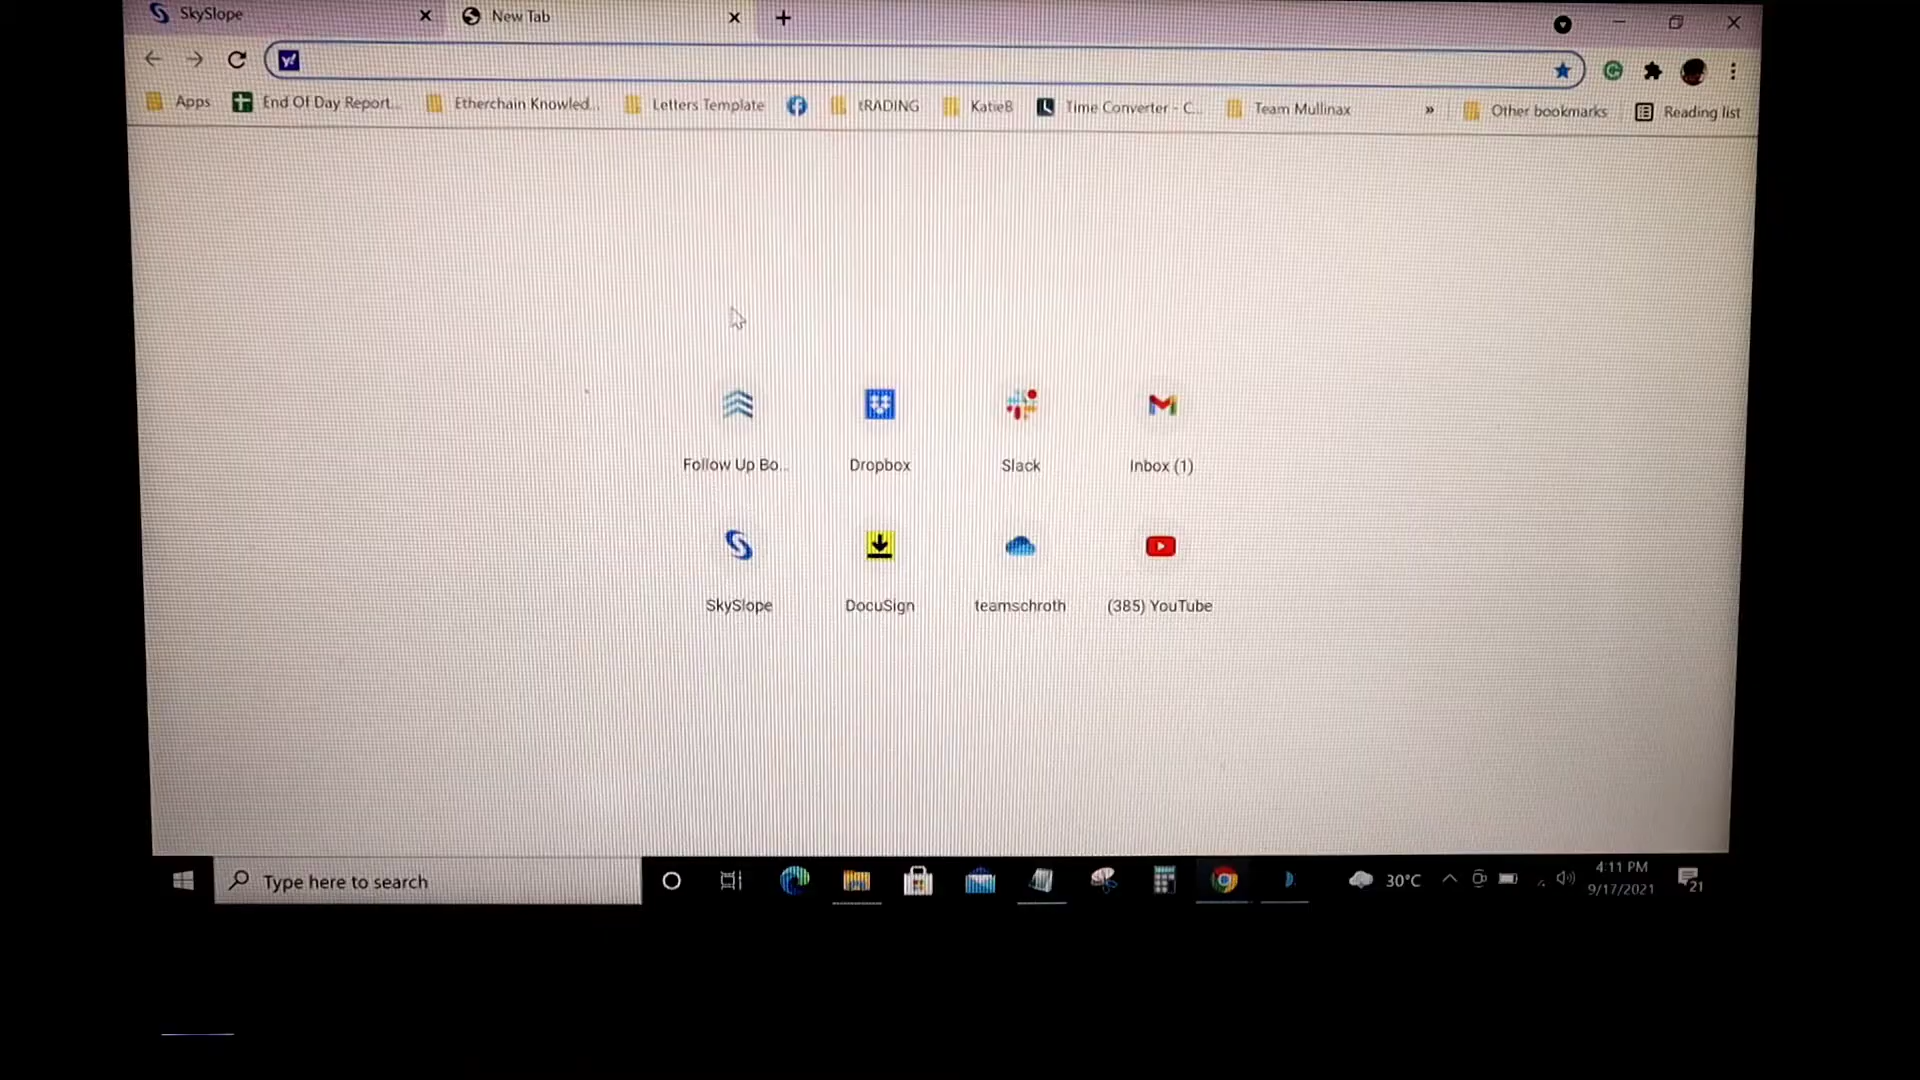 SkySlope
New Tab
Apps
End Of Day Report...
Etherchain Knowled...
Letters Template
tRADING
KatieB
Time Converter - C...
Team Mullinax
»
Other bookmarks
Reading list
Follow Up Bo...
Dropbox
Slack
Inbox (1)
SkySlope
DocuSign
teamschroth
(385) YouTube
Type here to search
30°C
4:11 PM
9/17/2021
21